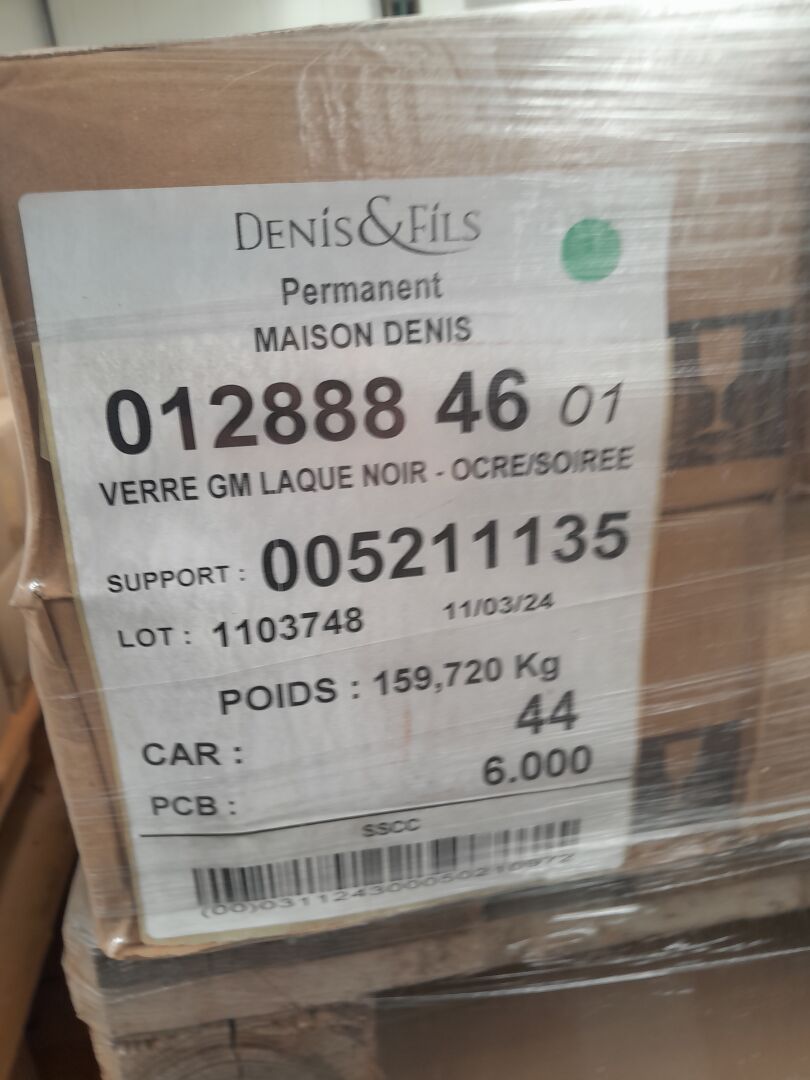 DENIS & FILS
Permanent
MAISON DENIS
012888 46 01
VERRE GM LAQUE NOIR - OCRE/SOIREE
SUPPORT : 005211135
LOT : 1103748 11/03/24
POIDS : 159,720 Kg
CAR : 44
PCB : 6.000
SSCC